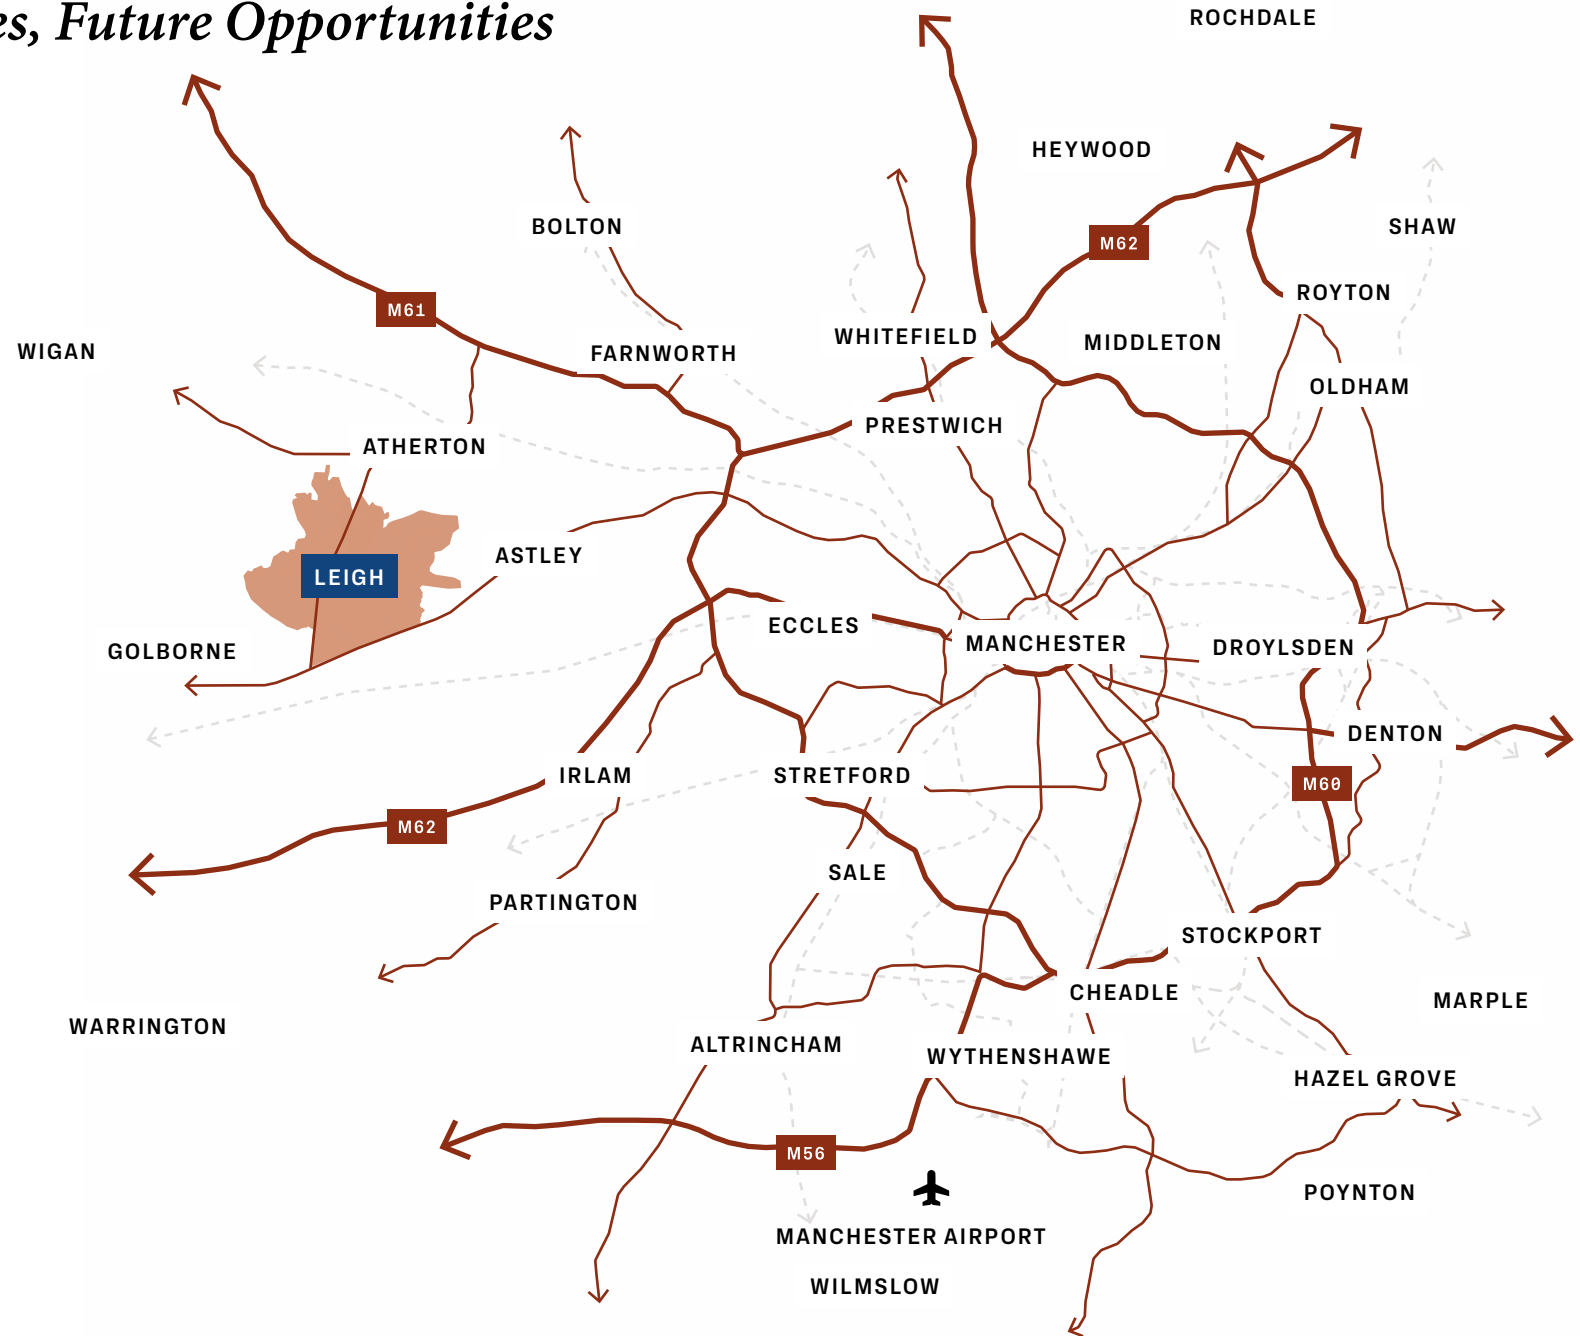 es, Future Opportunities
ROCHDALE
HEYWOOD
BOLTON
SHAW
M62
ROYTON
M61
WHITEFIELD
MIDDLETON
WIGAN
FARNWORTH
OLDHAM
PRESTWICH
ATHERTON
ASTLEY
LEIGH
ECCLES
MANCHESTER
DROYLSDEN
GOLBORNE
DENTON
IRLAM
STRETFORD
M60
M62
SALE
PARTINGTON
STOCKPORT
CHEADLE
MARPLE
WARRINGTON
ALTRINCHAM
WYTHENSHAWE
HAZEL GROVE
M56
POYNTON
MANCHESTER AIRPORT
WILMSLOW